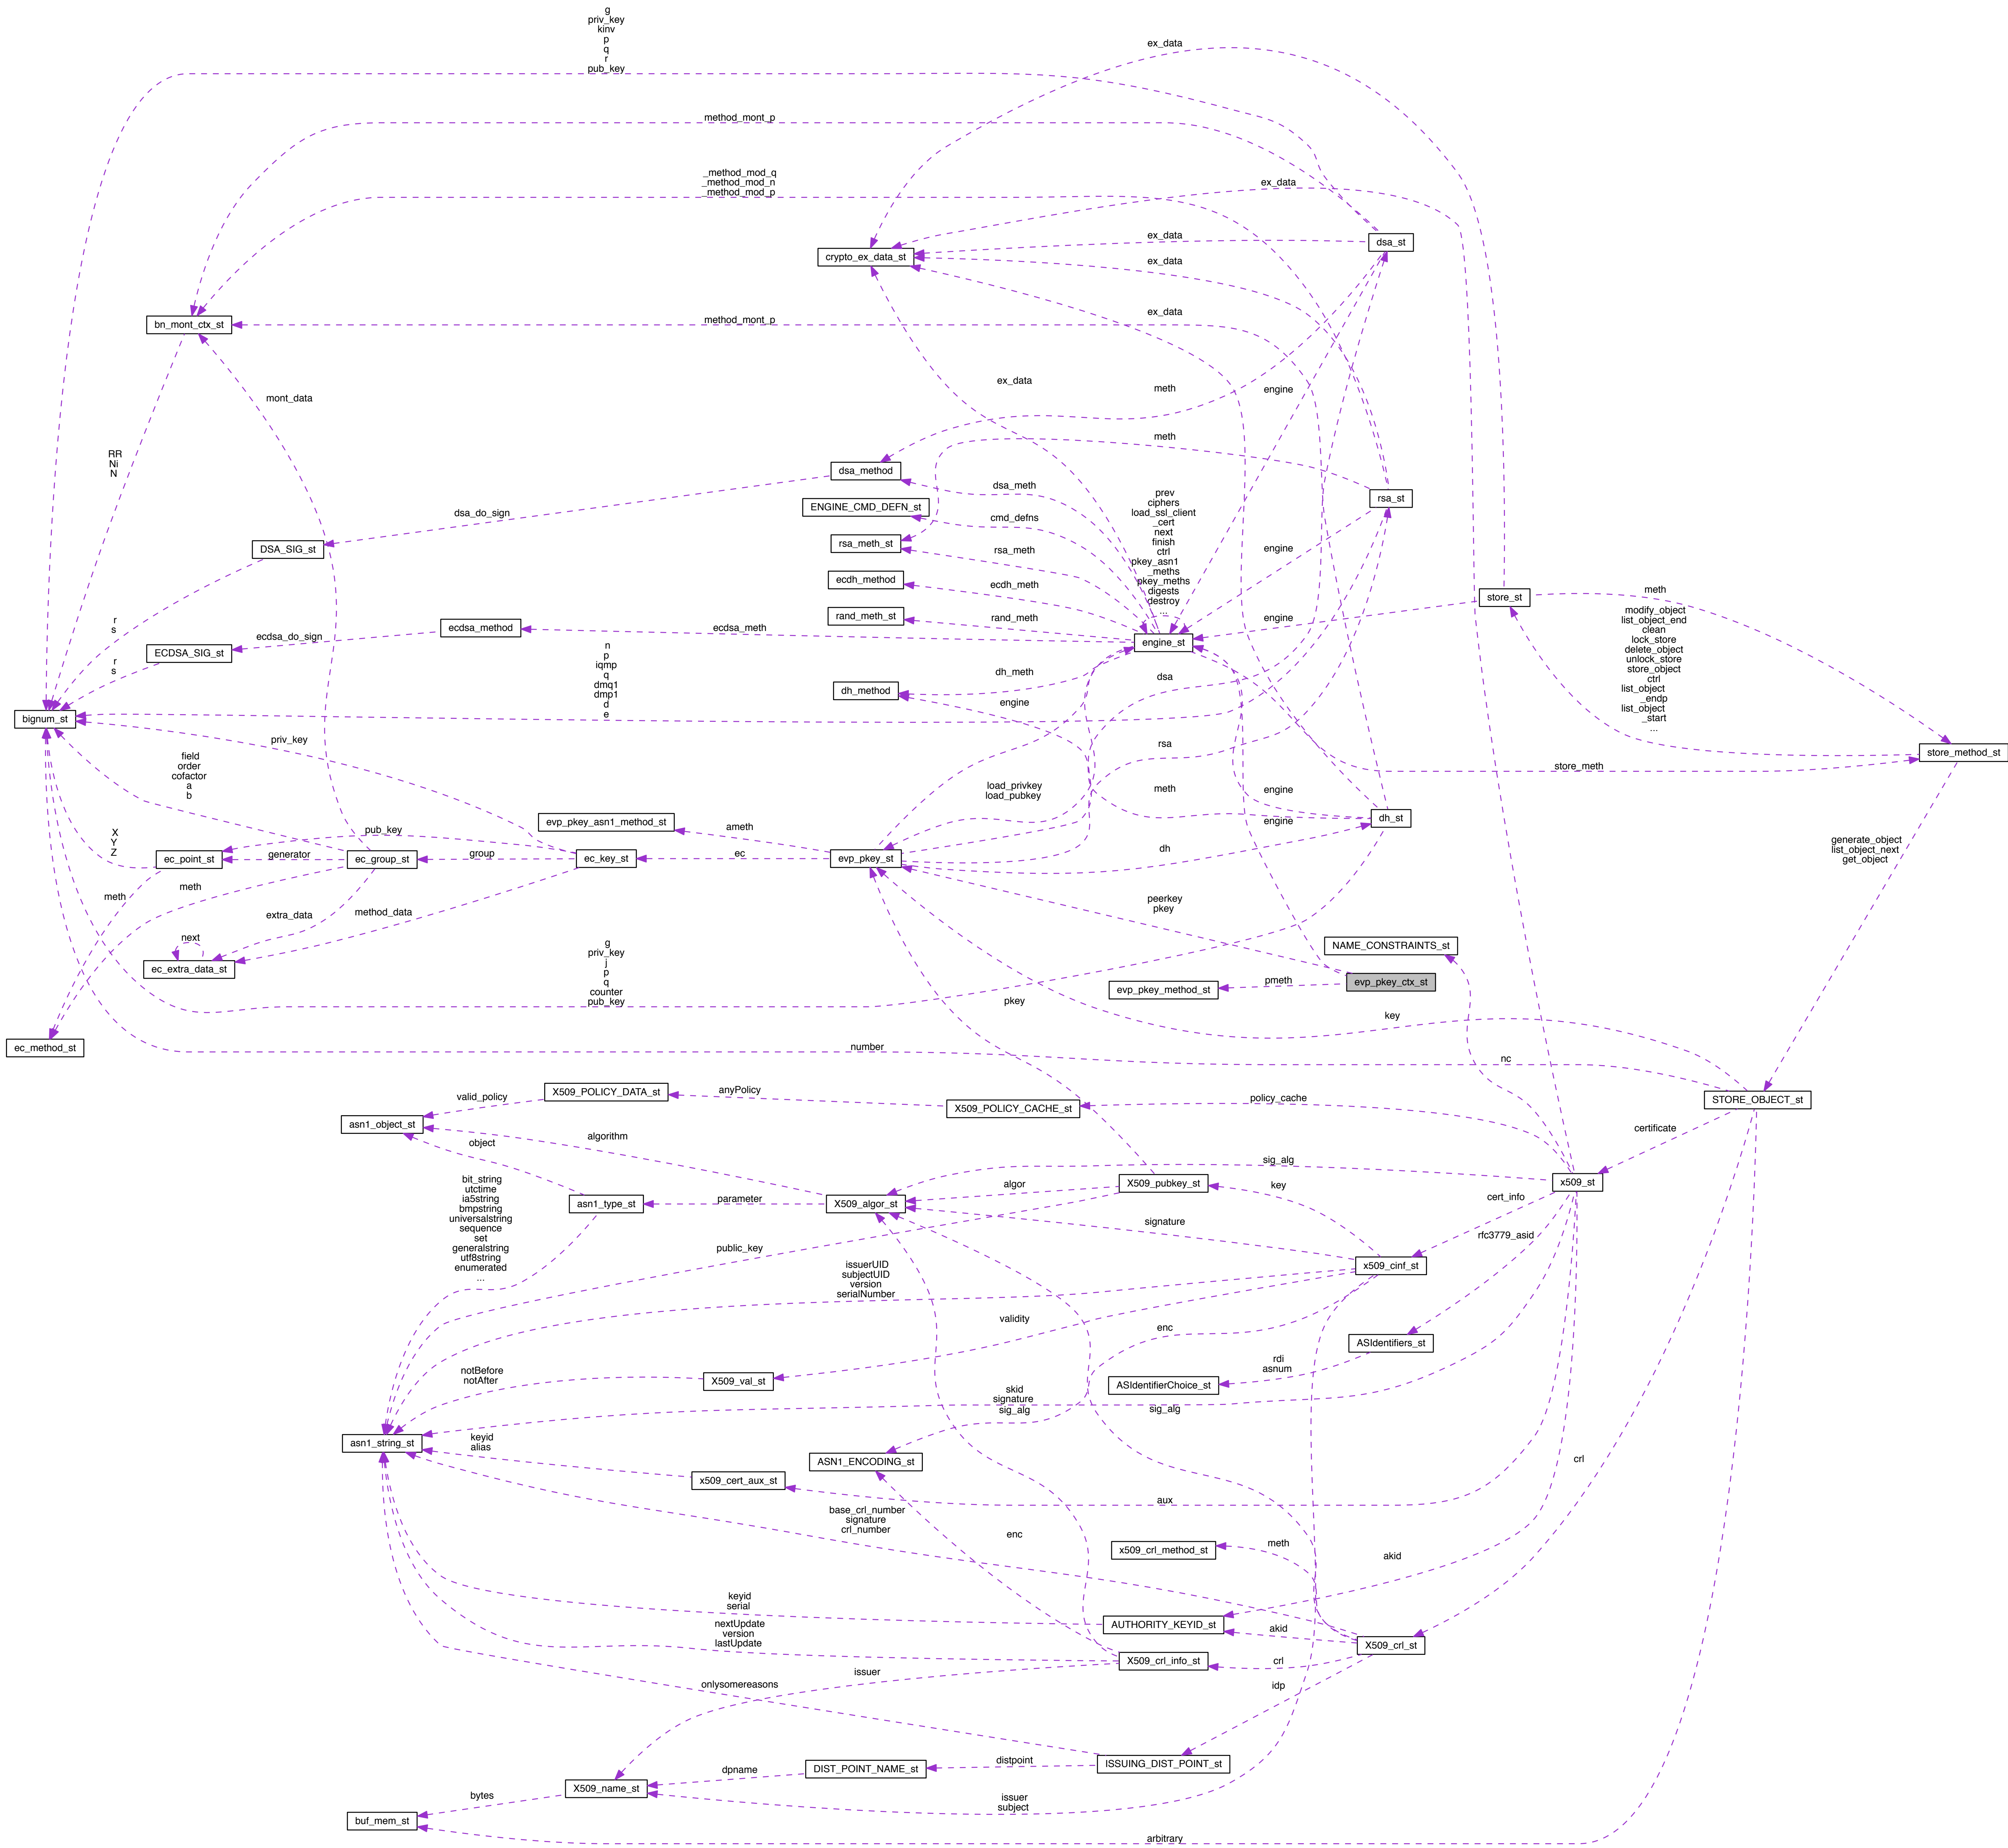 g
priv_key
kinv
p
q
r
pub_key
ex_data
method_mont_p
_method_mod_q
_method_mod_n
_method_mod_p
ex_data
dsa_st
ex_data
crypto_ex_data_st
ex_data
bn_mont_ctx_st
method_mont_p
ex_data
ex_data
mont_data
meth
engine
RR
Ni
N
meth
dsa_method
dsa_meth
rsa_st
ENGINE_CMD_DEFN_st
cmd_defns
dsa_do_sign
prev
ciphers
load_ssl_client
_cert
next
finish
ctrl
pkey_asn1
_meths
pkey_meths
digests
destroy
...
DSA_SIG_st
rsa_meth_st
rsa_meth
engine
ecdh_method
ecdh_meth
store_st
meth
rand_meth_st
rand_meth
engine
r
s
ecdsa_do_sign
ecdsa_method
ecdsa_meth
engine_st
modify_object
list_object_end
clean
lock_store
delete_object
unlock_store
store_object
ctrl
list_object
_endp
list_object
_start
...
ECDSA_SIG_st
r
s
n
p
iqmp
q
dmq1
dmp1
d
e
dh_meth
dsa
dh_method
engine
bignum_st
priv_key
rsa
store_method_st
store_meth
field
order
cofactor
a
b
load_privkey
load_pubkey
meth
engine
evp_pkey_asn1_method_st
ameth
engine
dh_st
X
Y
Z
pub_key
generate_object
list_object_next
get_object
ec_point_st
generator
ec_group_st
group
ec_key_st
ec
evp_pkey_st
dh
meth
meth
extra_data
method_data
peerkey
pkey
next
ec_extra_data_st
g
priv_key
j
p
q
counter
pub_key
NAME_CONSTRAINTS_st
evp_pkey_method_st
pmeth
evp_pkey_ctx_st
pkey
key
ec_method_st
number
nc
X509_POLICY_DATA_st
anyPolicy
X509_POLICY_CACHE_st
policy_cache
STORE_OBJECT_st
valid_policy
asn1_object_st
object
algorithm
certificate
sig_alg
bit_string
utctime
ia5string
bmpstring
universalstring
sequence
set
generalstring
utf8string
enumerated
...
asn1_type_st
parameter
X509_algor_st
algor
X509_pubkey_st
key
x509_st
cert_info
signature
public_key
rfc3779_asid
issuerUID
subjectUID
version
serialNumber
x509_cinf_st
validity
enc
ASIdentifiers_st
notBefore
notAfter
X509_val_st
rdi
asnum
ASIdentifierChoice_st
skid
signature
sig_alg
sig_alg
asn1_string_st
keyid
alias
ASN1_ENCODING_st
crl
x509_cert_aux_st
aux
base_crl_number
signature
crl_number
enc
x509_crl_method_st
meth
akid
keyid
serial
AUTHORITY_KEYID_st
akid
X509_crl_st
nextUpdate
version
lastUpdate
X509_crl_info_st
crl
issuer
onlysomereasons
idp
distpoint
ISSUING_DIST_POINT_st
dpname
DIST_POINT_NAME_st
X509_name_st
bytes
issuer
subject
buf_mem_st
arbitrary